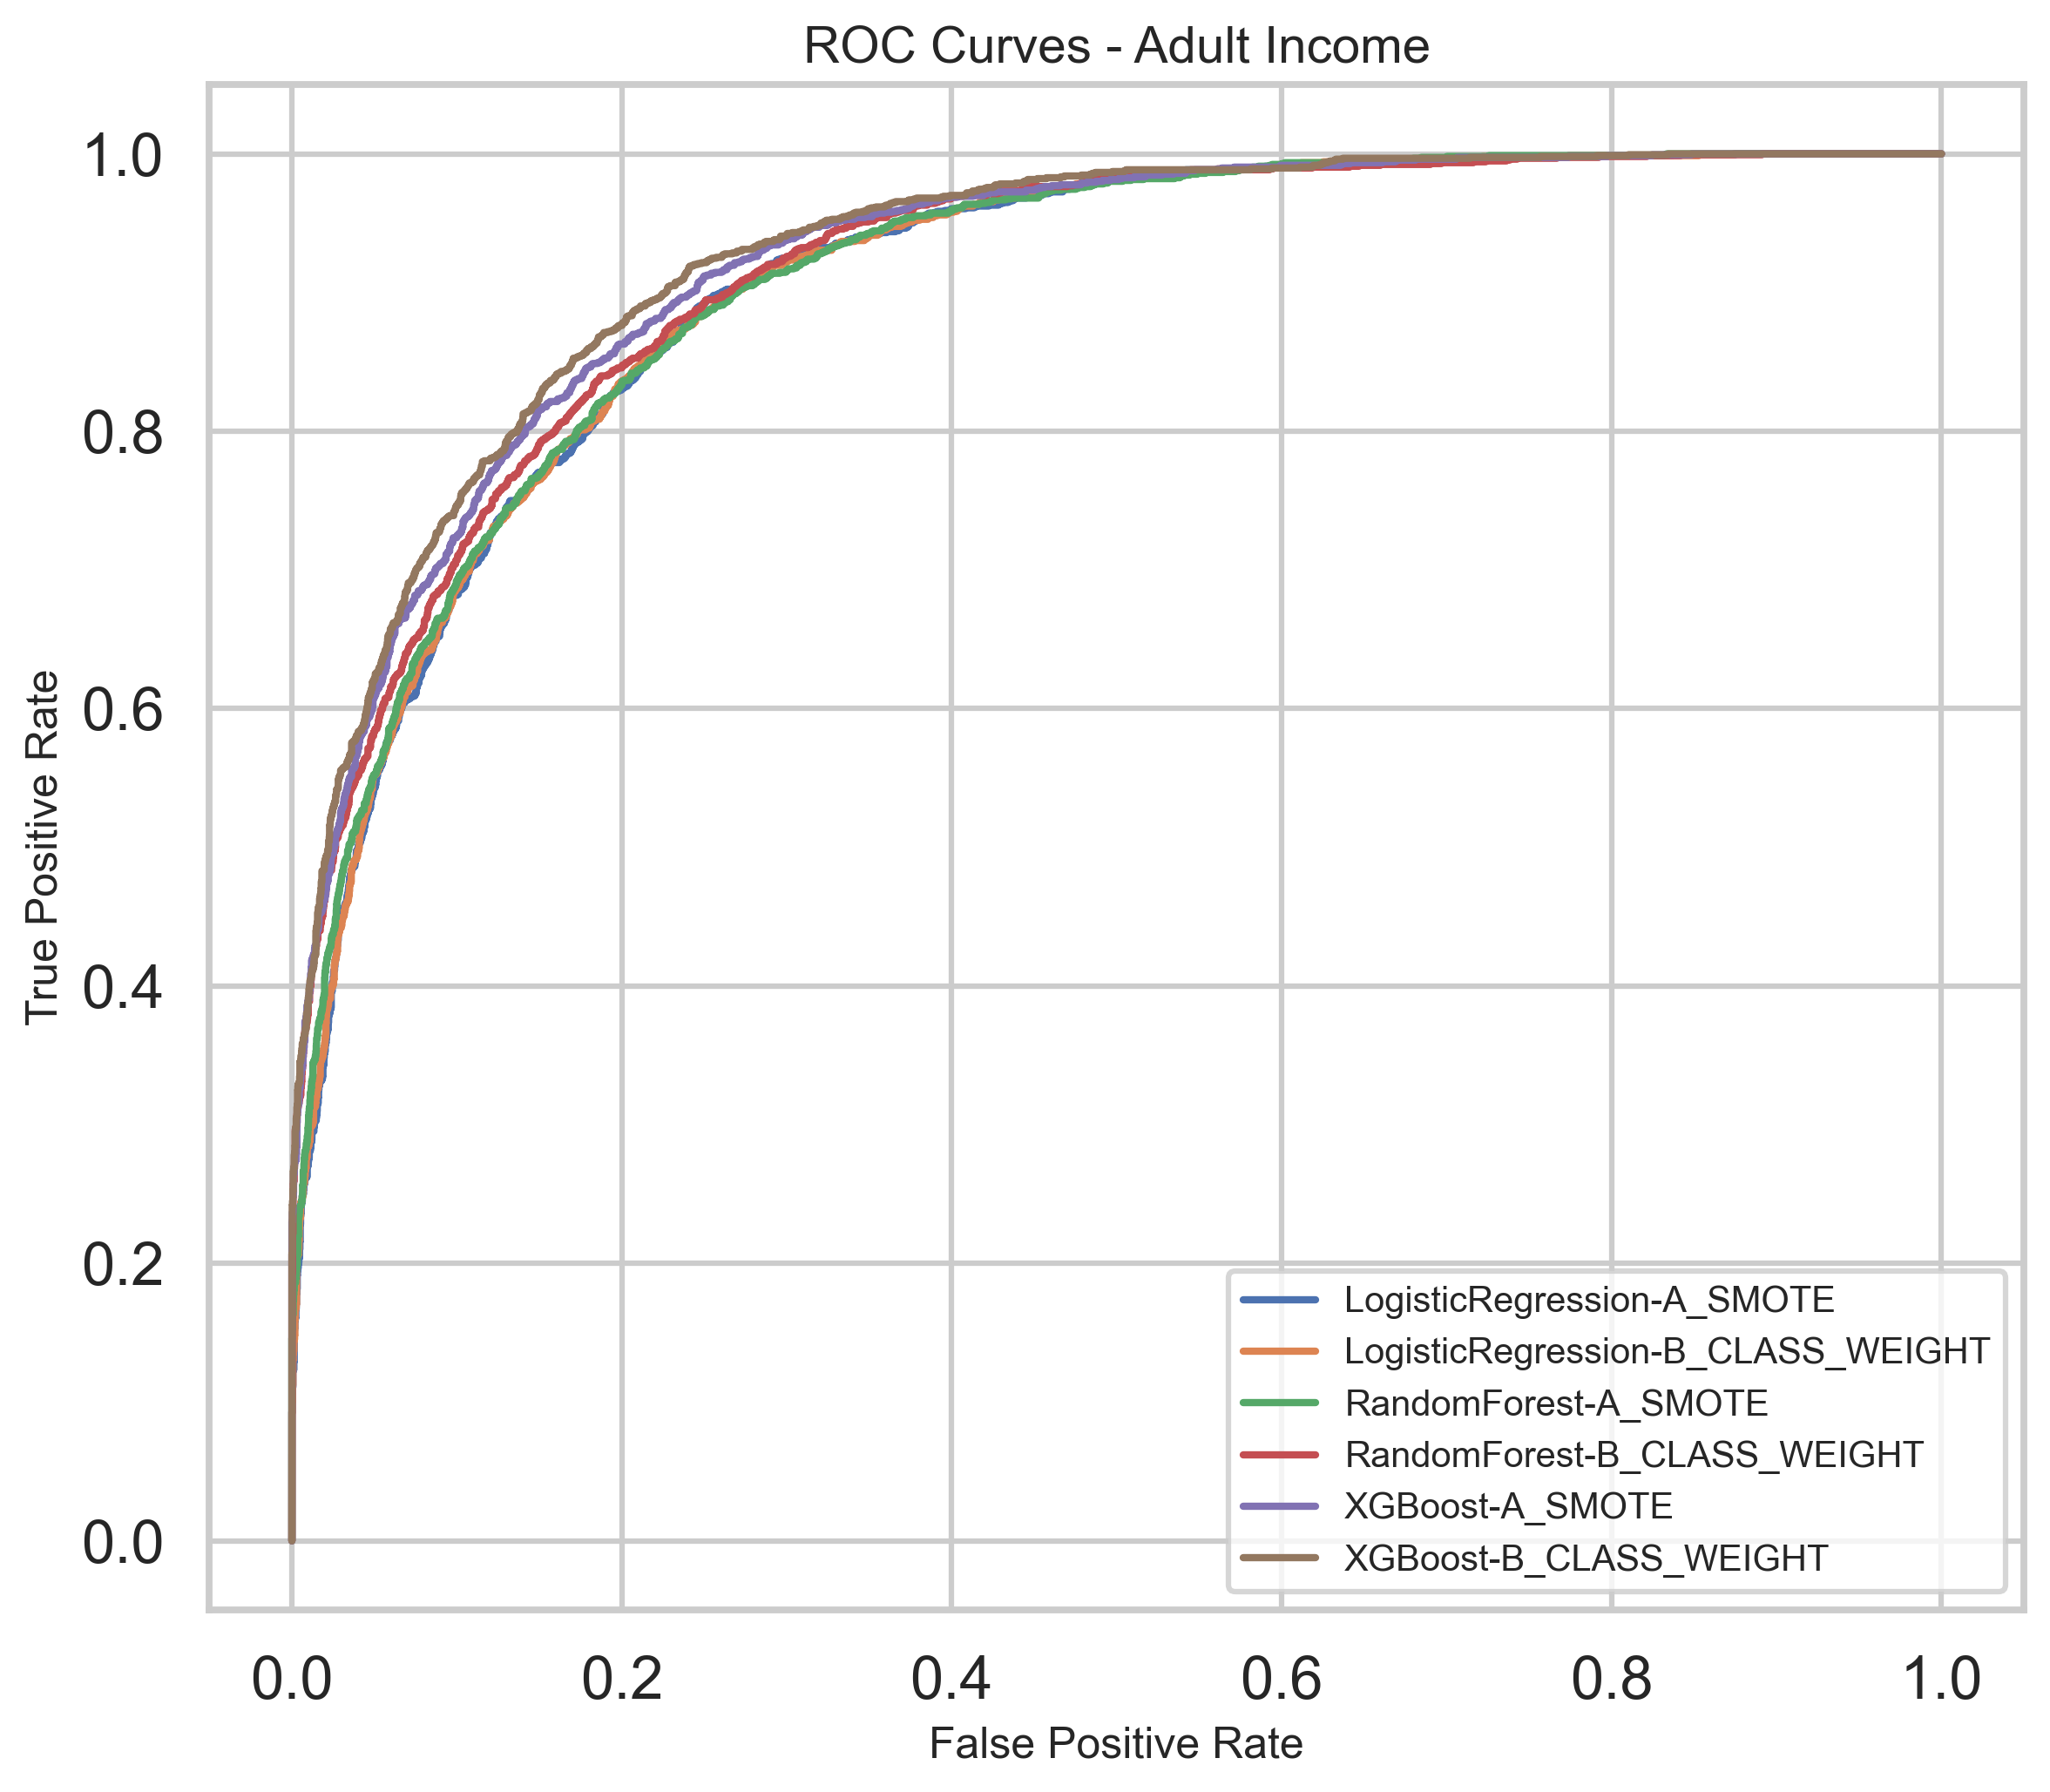 ROC Curves - Adult Income
True Positive Rate
1.0
0.8
0.6
0.4
0.2
0.0
LogisticRegression-A_SMOTE
LogisticRegression-B_CLASS_WEIGHT
RandomForest-A_SMOTE
RandomForest-B_CLASS_WEIGHT
XGBoost-A_SMOTE
XGBoost-B_CLASS_WEIGHT
0.0 0.2 0.4 0.6 0.8 1.0
False Positive Rate